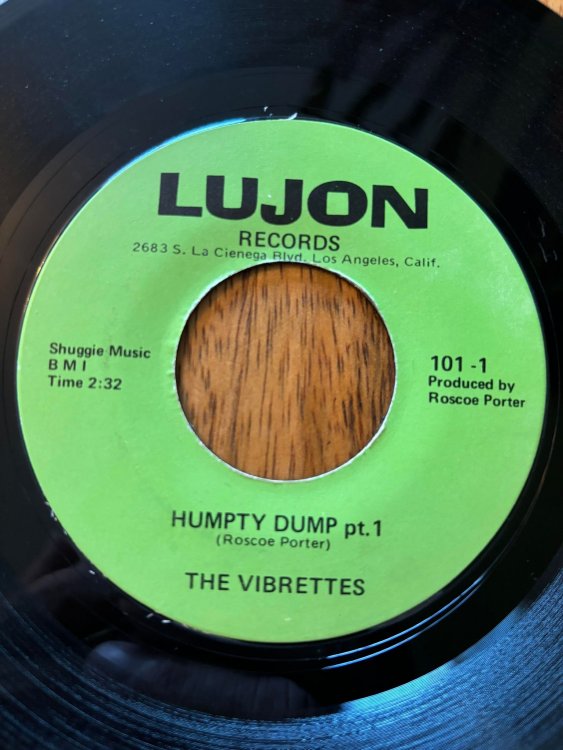 LUJON
RECORDS
2683 S. La Cienega Blvd. Los Angeles, Calif.
Shuggie Music
B M I
Time 2:32
101 -1
Produced by
Roscoe Porter
HUMPTY DUMP pt.1
(Roscoe Porter)
THE VIBRETTES